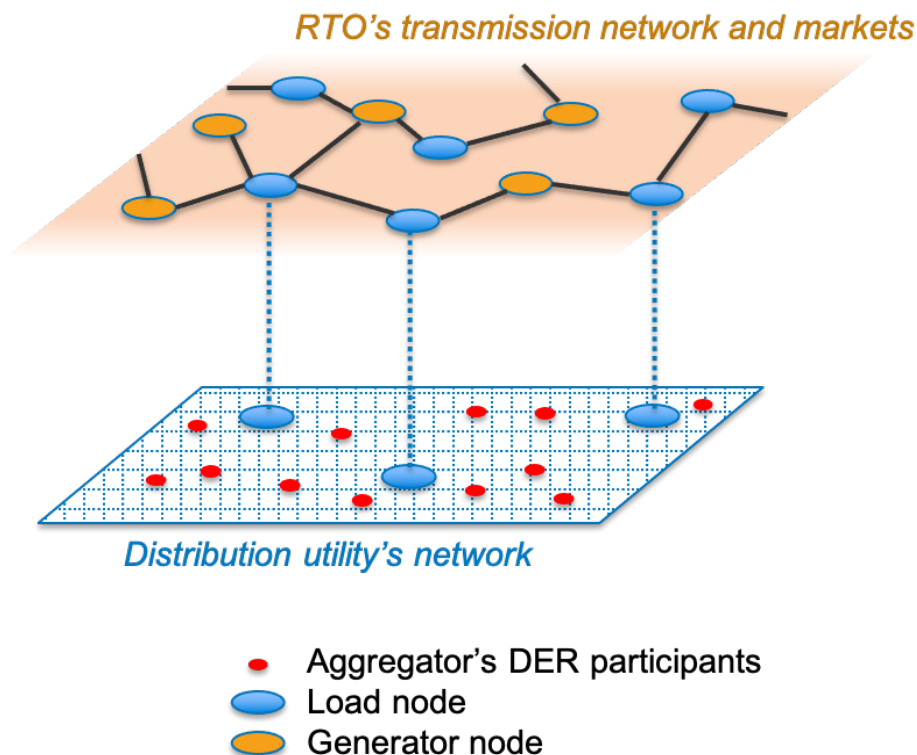 RTO’s transmission network and markets
Distribution utility’s network
Aggregator’s DER participants
Load node
Generator node